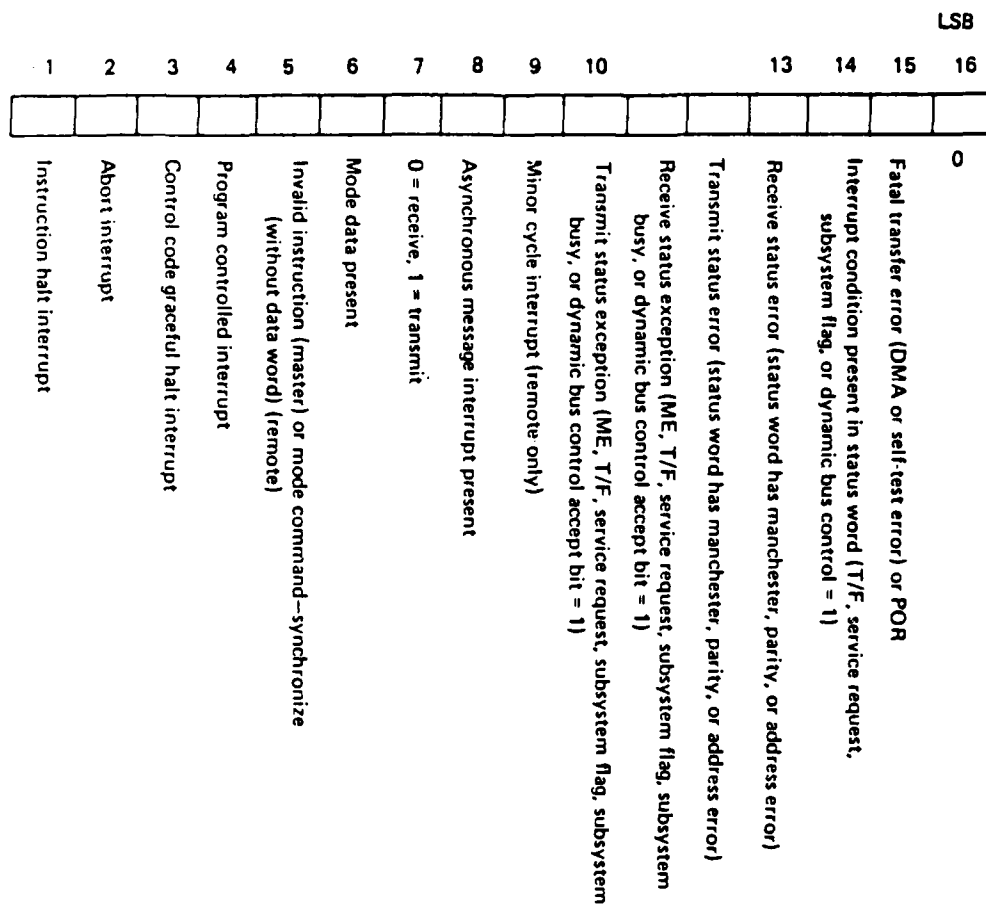 LSB
1 2 3 4 5 6 7 8 9 10 13 14 15 16
0
Instruction halt interrupt
Abort interrupt
Control code graceful halt interrupt
Program controlled interrupt
Invalid instruction (master) or mode command—synchronize
(without data word) (remote)
Mode data present
0 = receive, 1 = transmit
Asynchronous message interrupt present
Minor cycle interrupt (remote only)
Transmit status exception (ME, T/F, service request, subsystem flag, subsystem
busy, or dynamic bus control accept bit = 1)
Receive status exception (ME, T/F, service request, subsystem flag, subsystem
busy, or dynamic bus control accept bit = 1)
Transmit status error (status word has manchester, parity, or address error)
Receive status error (status word has manchester, parity, or address error)
Interrupt condition present in status word (T/F, service request,
subsystem flag, or dynamic bus control = 1)
Fatal transfer error (DMA or self-test error) or POR